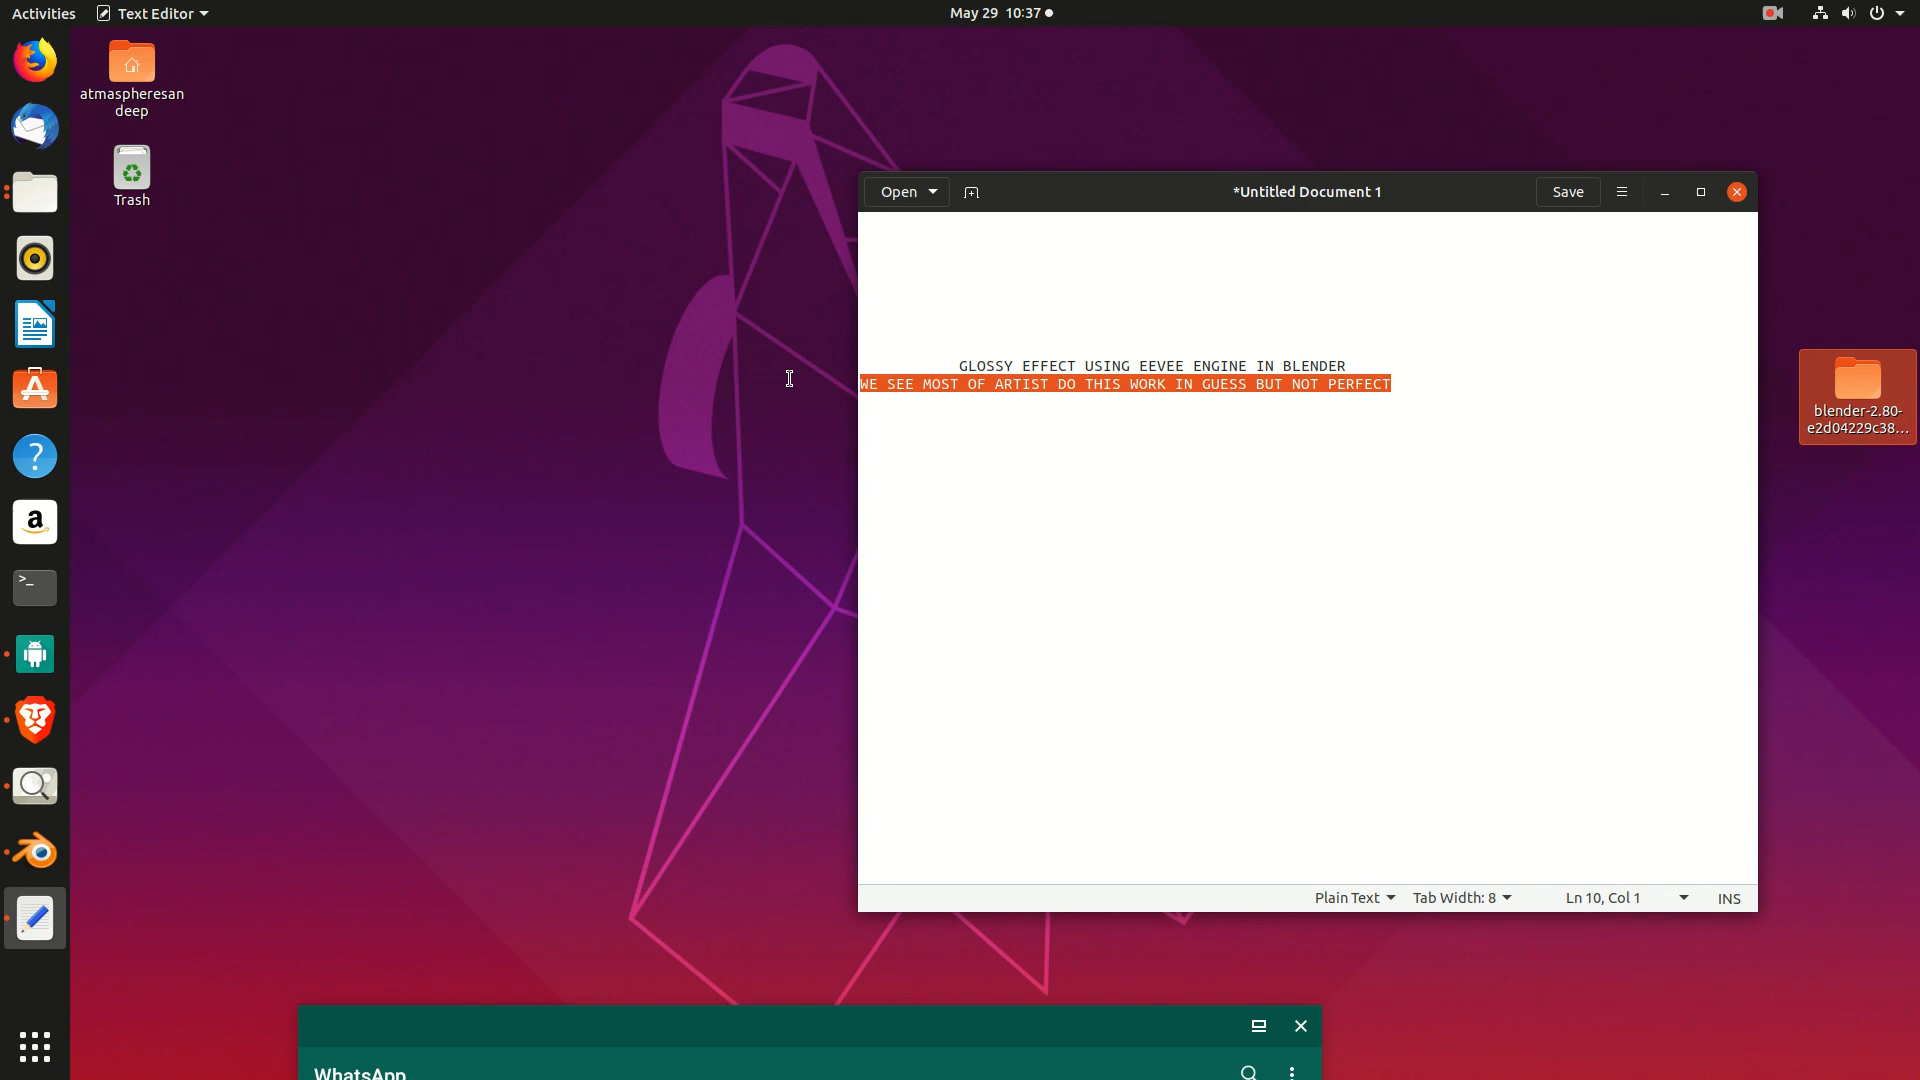 Activities Text Editor May 29 10:37
atmaspheresan
deep
Trash
Open *Untitled Document 1 Save
GLOSSY EFFECT USING EEVEE ENGINE IN BLENDER
WE SEE MOST OF ARTIST DO THIS WORK IN GUESS BUT NOT PERFECT
blender-2.80-
e2d04229c38...
Plain Text Tab Width: 8 Ln 10, Col 1 INS
WhatsApp